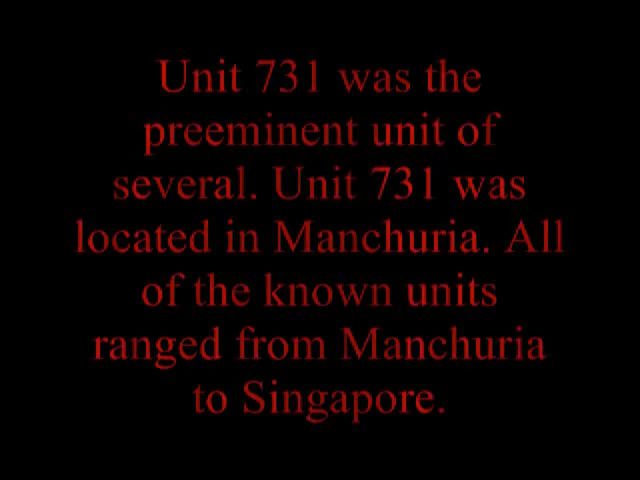 Unit 731 was the
preeminent unit of
several. Unit 731 was
located in Manchuria. All
of the known units
ranged from Manchuria
to Singapore.